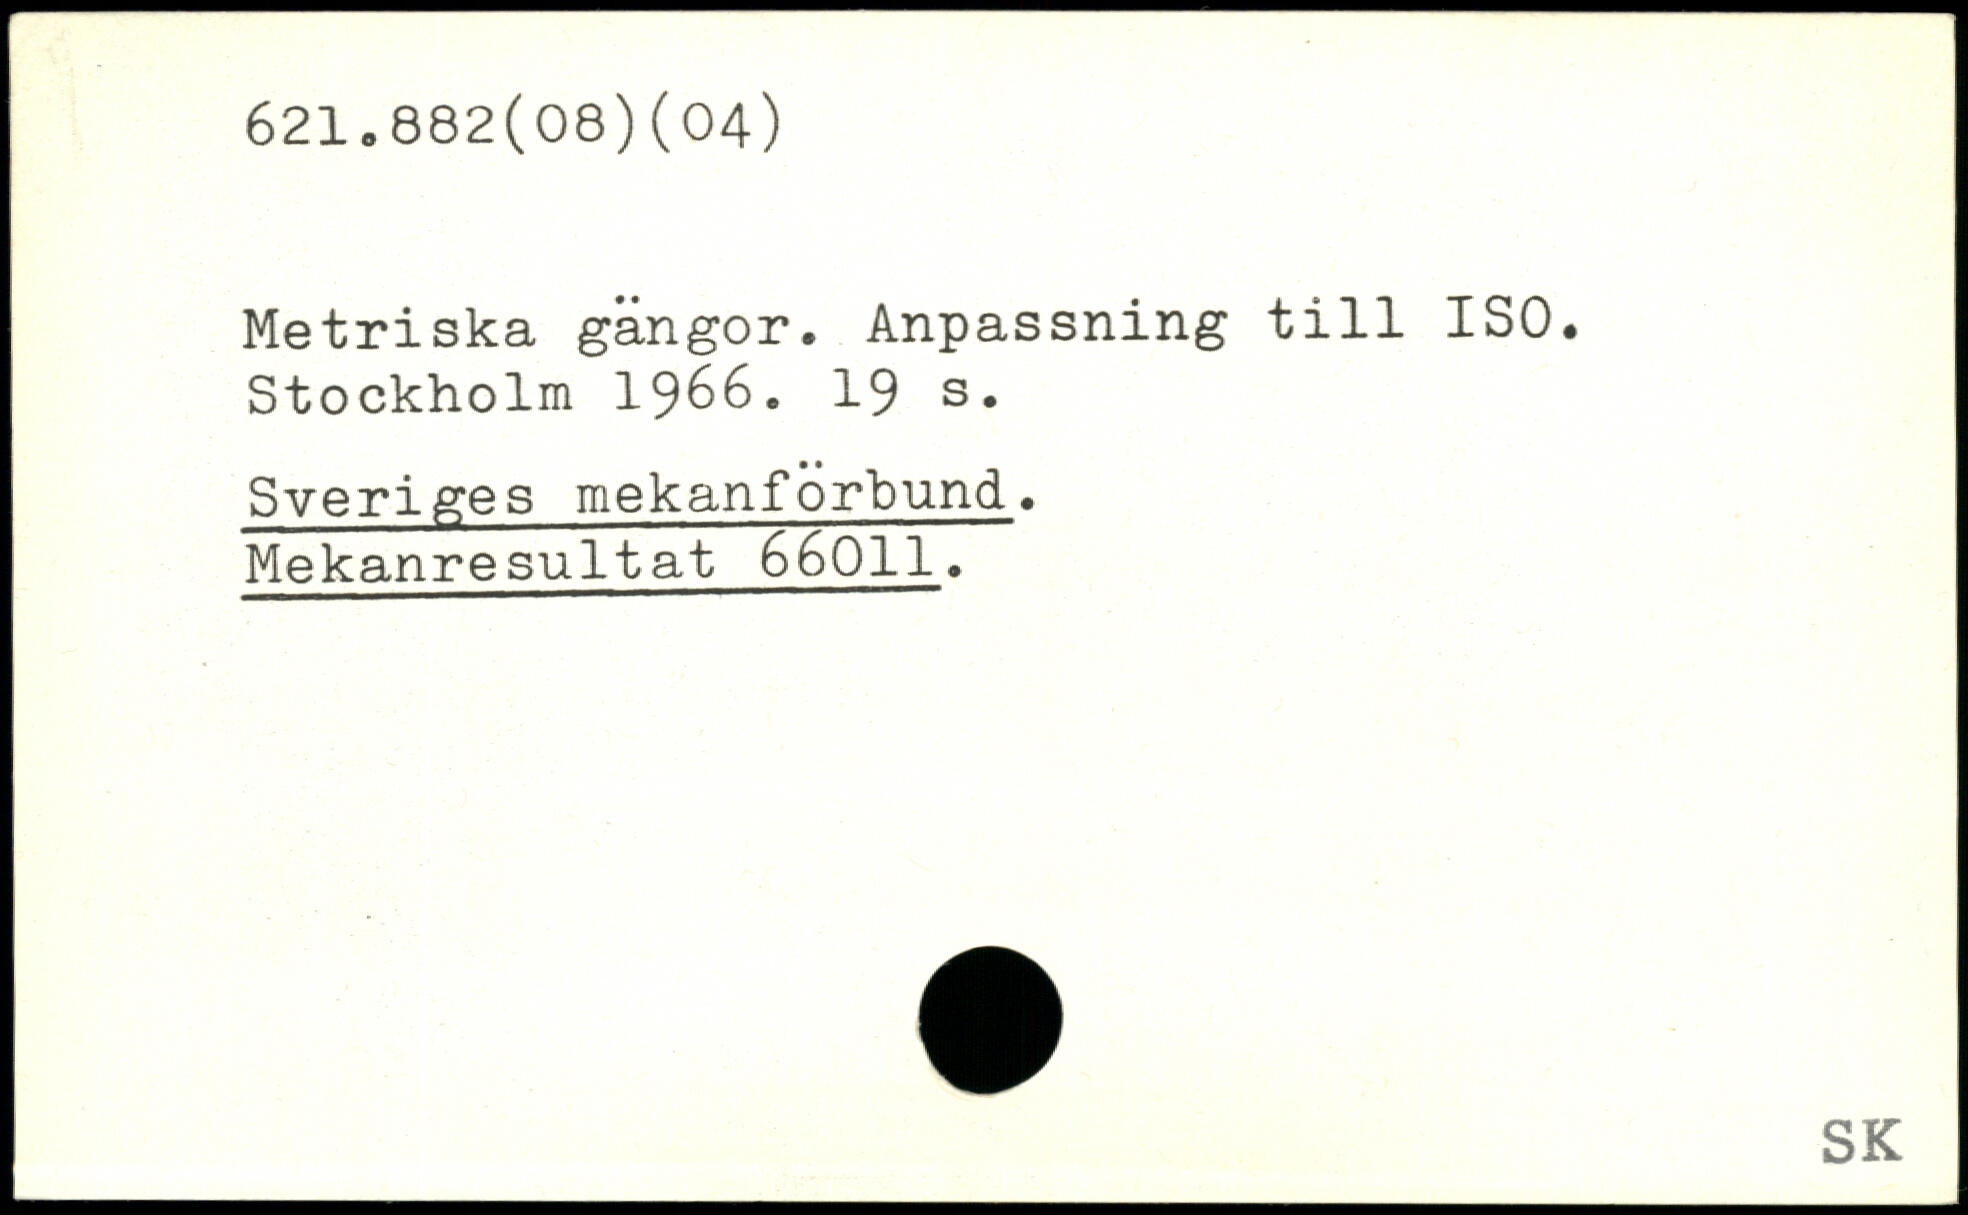 621.882(08)(04)
Metriska gängor. Anpassning till ISO.
Stockholm 1966. 19 s.
Sveriges mekanförbund.
Mekanresultat 66011.
SK